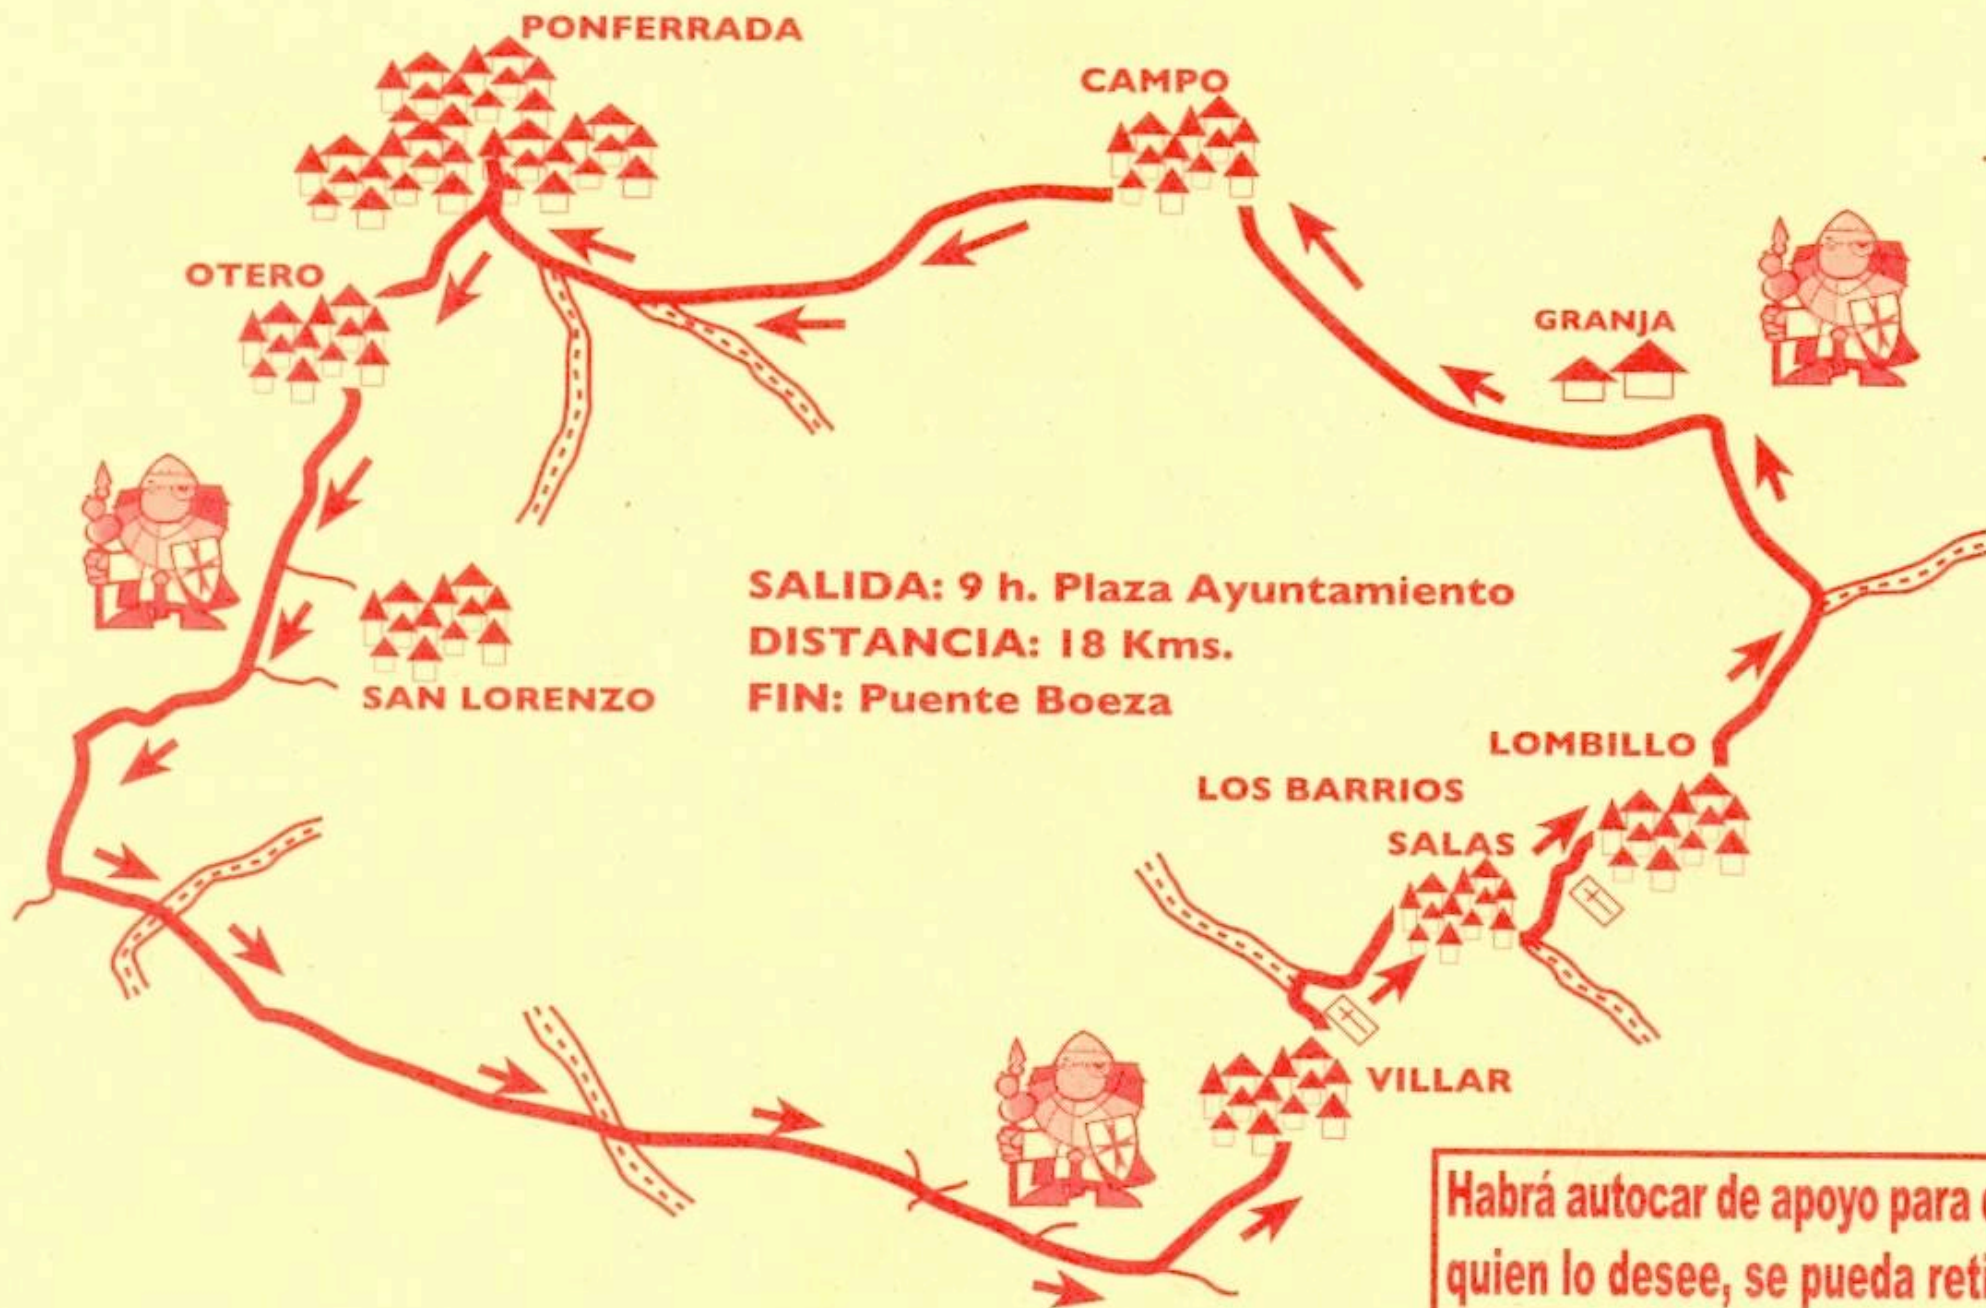 PONFERRADA
CAMPO
OTERO
GRANJA
SALIDA: 9 h. Plaza Ayuntamiento
DISTANCIA: 18 Kms.
FIN: Puente Boeza
SAN LORENZO
LOMBILLO
LOS BARRIOS
SALAS
VILLAR
Habrá autocar de apoyo para
quien lo desee, se pueda